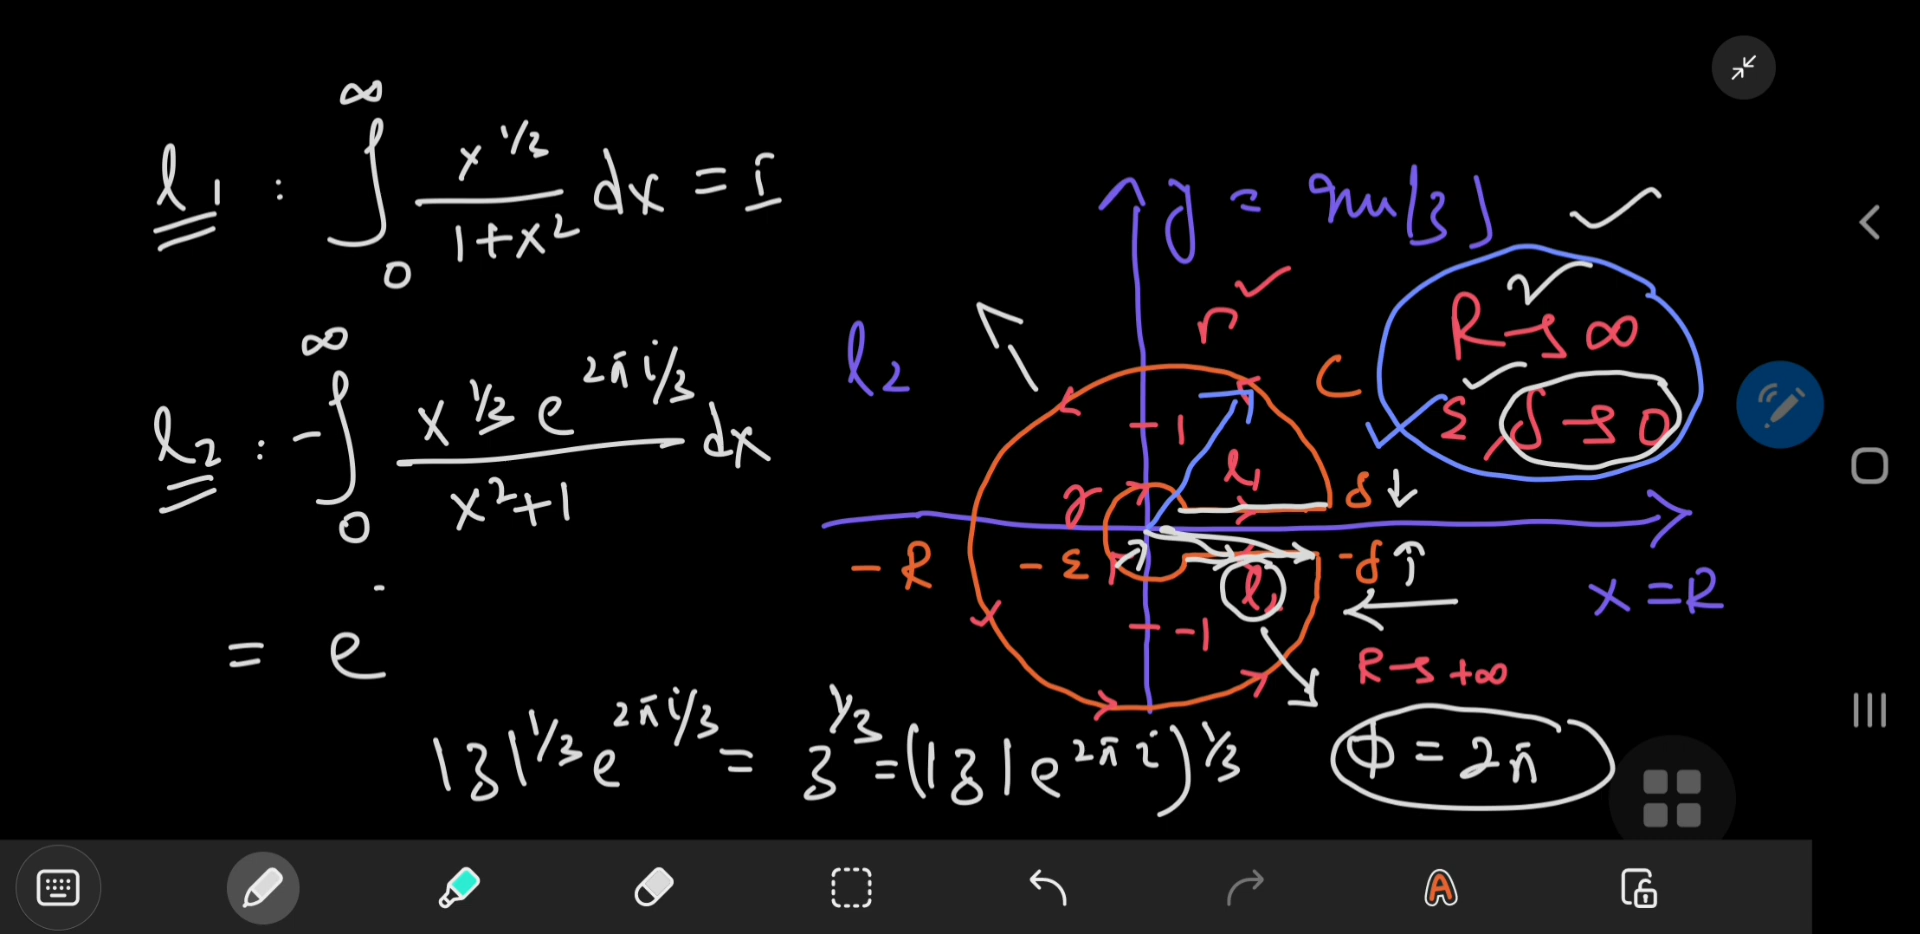 l₁ : ∫₀^∞ x^{1/3} / (1+x²) dx = I
l₂ : -∫₀^∞ x^{1/3} e^{2πi/3} / (x²+1) dx
= e
|z|^{1/3} e^{2πi/3} = z^{1/3} = (|z| e^{2πi})^{1/3}
φ = 2π
y = Im(z)
l₂
Γ
C
R → ∞
ε, δ → 0
1
l₁
γ
δ ↓
-R
-ε
-δ ↑
x = R
-1
R → +∞
A